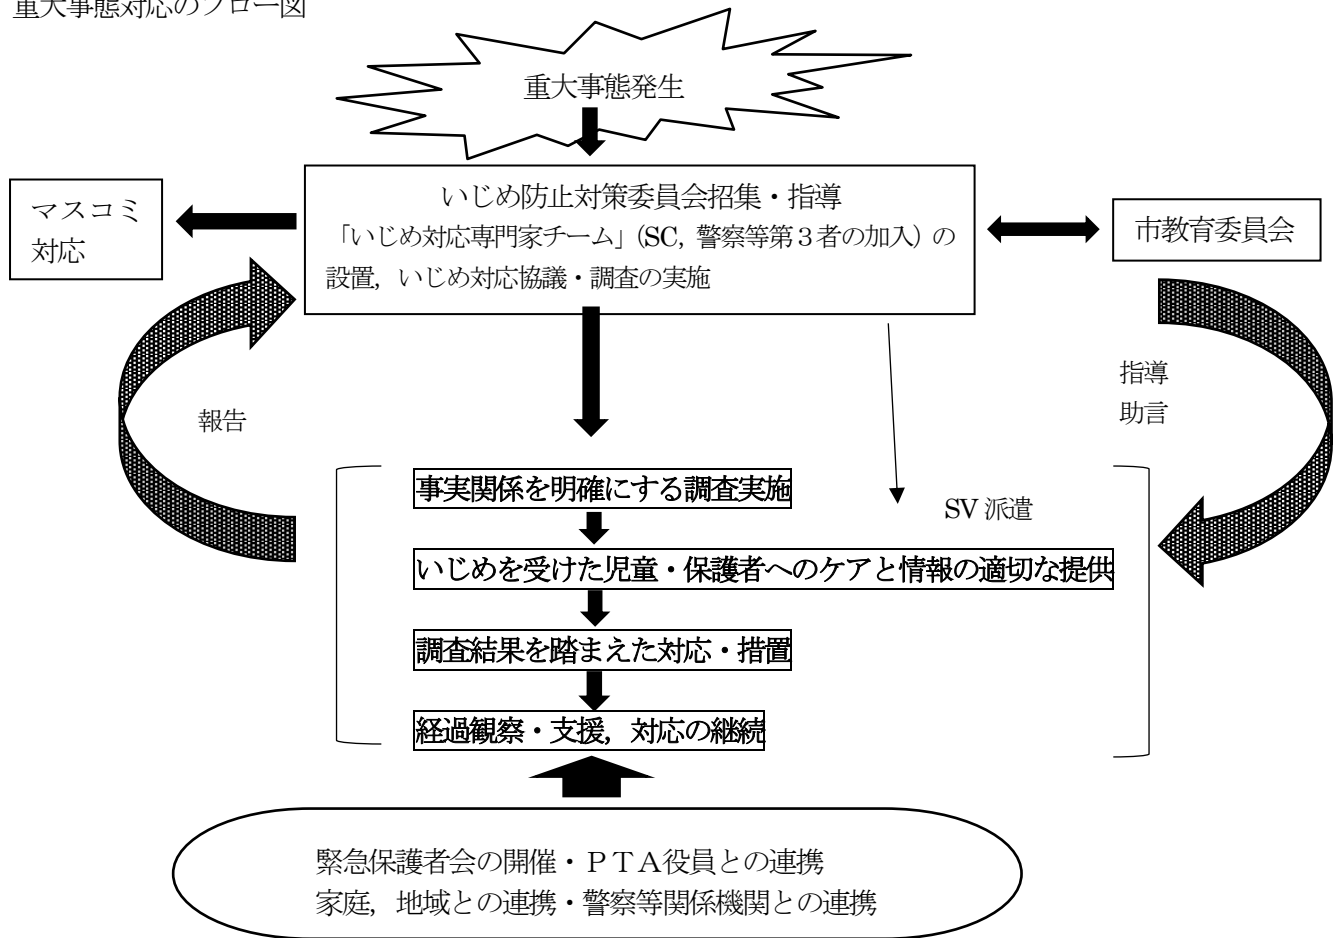 重大事態対応のフロー図
重大事態発生
マスコミ
対応
いじめ防止対策委員会招集・指導
「いじめ対応専門家チーム」(SC，警察等第３者の加入）の
設置，いじめ対応協議・調査の実施
市教育委員会
指導
助言
報告
事実関係を明確にする調査実施
SV 派遣
いじめを受けた児童・保護者へのケアと情報の適切な提供
調査結果を踏まえた対応・措置
経過観察・支援，対応の継続
緊急保護者会の開催・ＰＴＡ役員との連携
家庭，地域との連携・警察等関係機関との連携